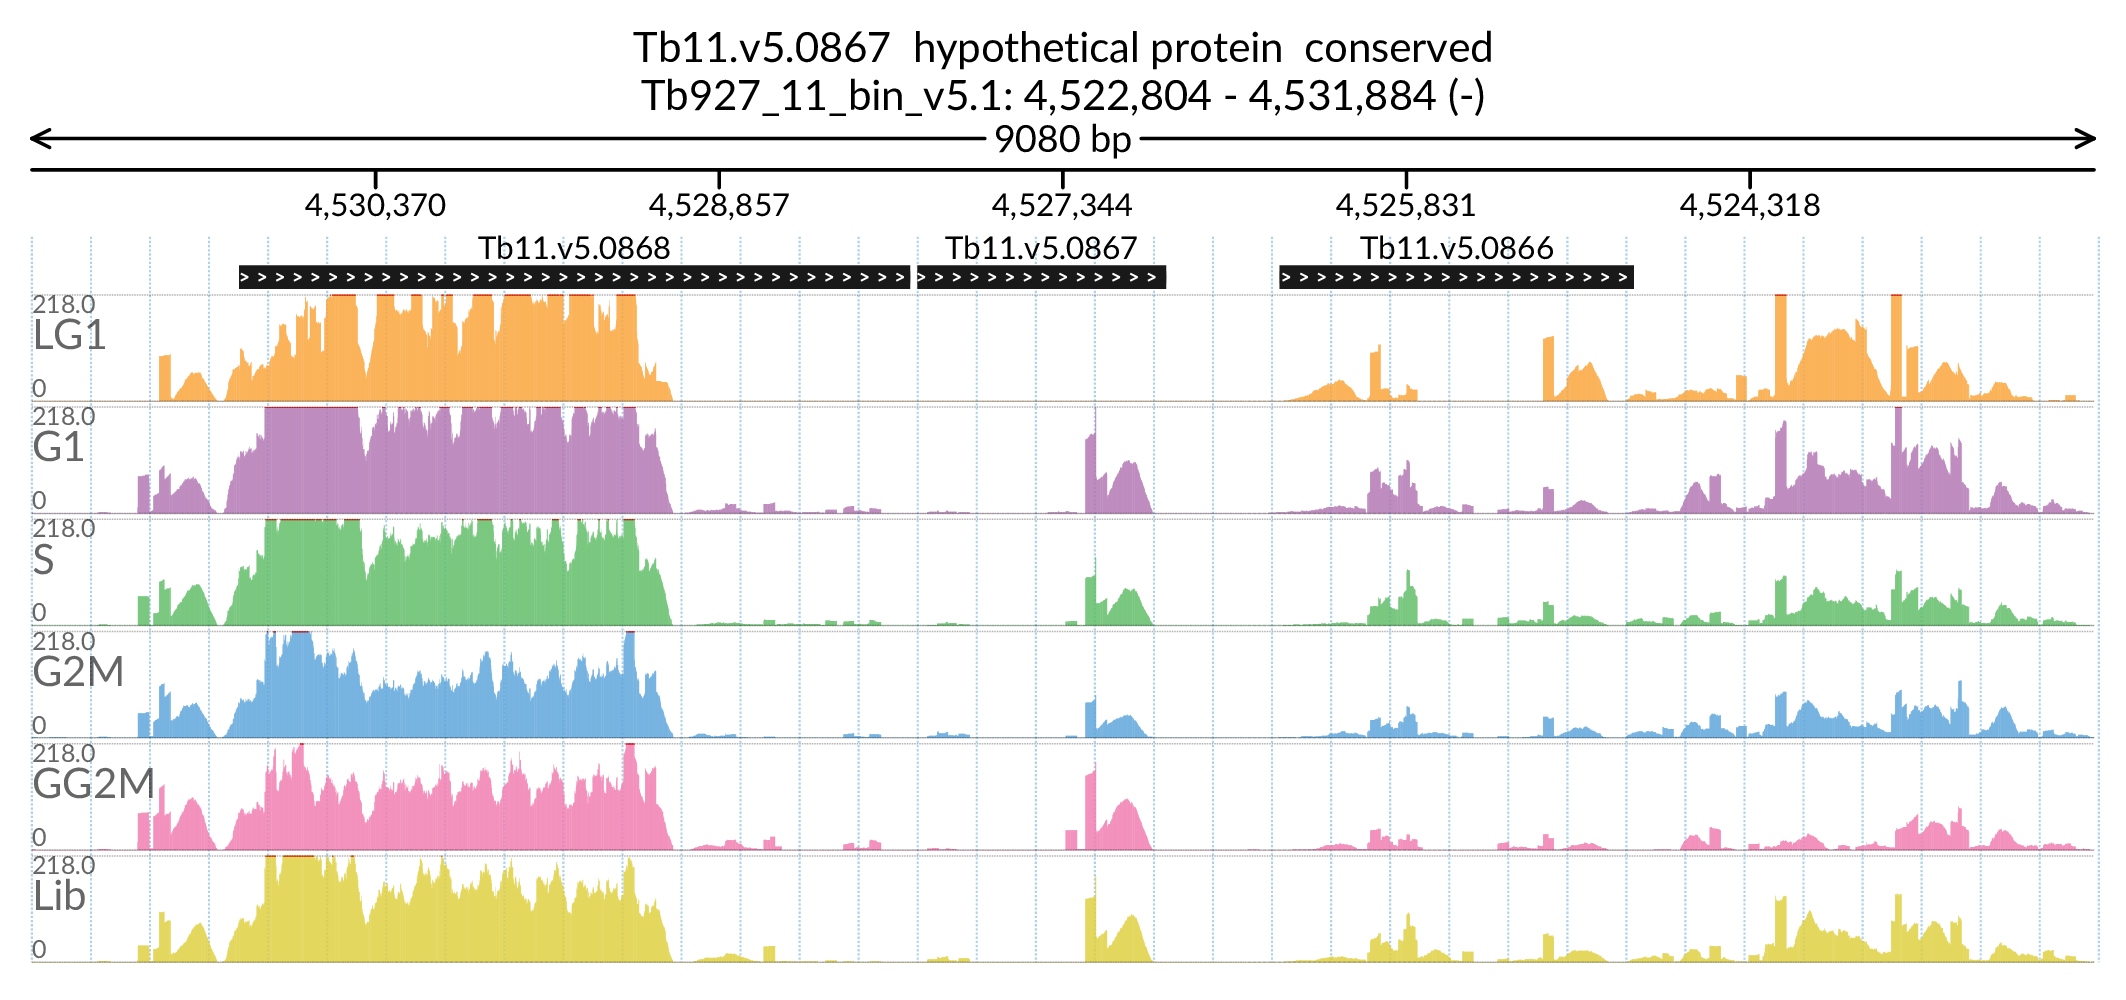 Tb11.v5.0867 hypothetical protein conserved
Tb927_11_bin_v5.1: 4,522,804 - 4,531,884 (-)
9080 bp
4,530,370 4,528,857 4,527,344 4,525,831 4,524,318
Tb11.v5.0868 Tb11.v5.0867 Tb11.v5.0866
218.0
LG1
0
218.0
G1
0
218.0
S
0
218.0
G2M
0
218.0
GG2M
0
218.0
Lib
0